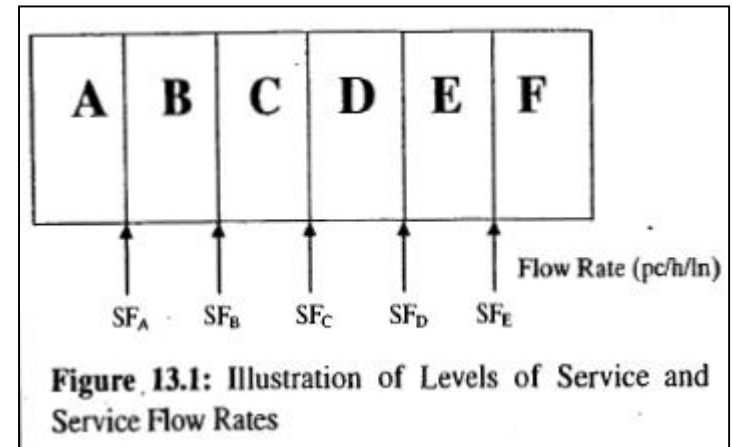 A B C D E F
Flow Rate (pc/h/ln)
SFA SFB SFC SFD SFE
Figure 13.1: Illustration of Levels of Service and
Service Flow Rates